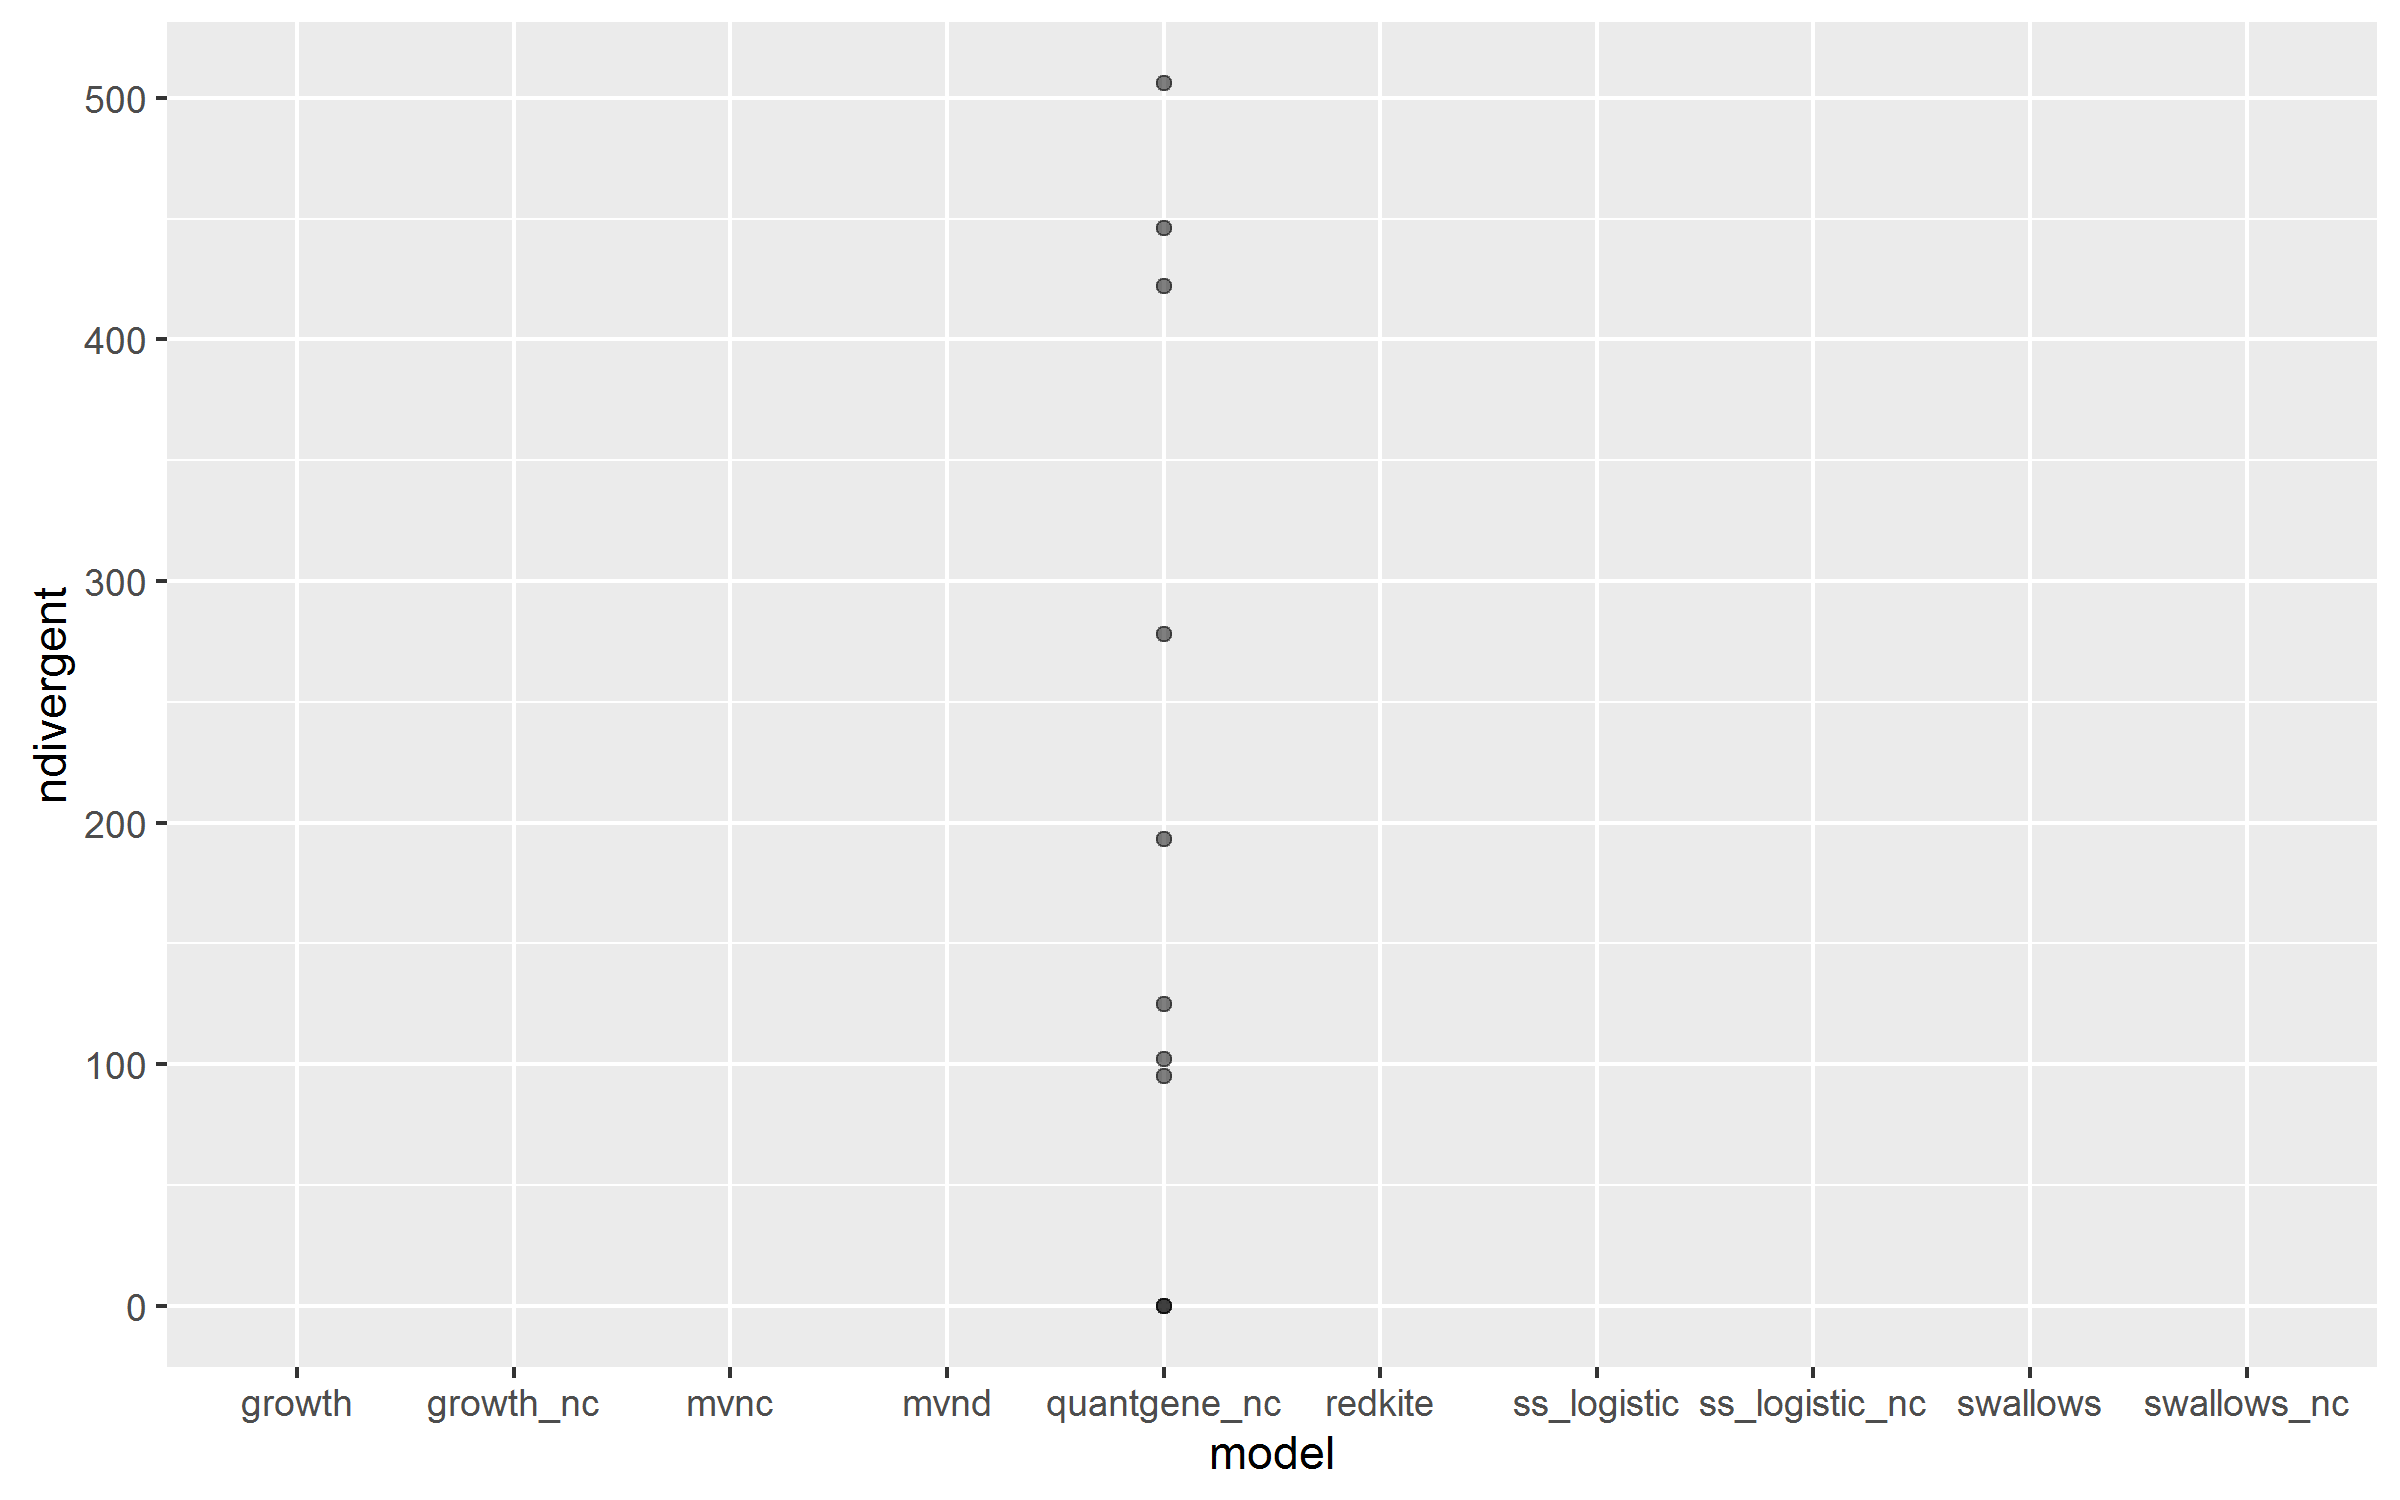 500
400
300
200
100
0
ndivergent
growth growth_nc mvnc mvnd quantgene_nc redkite ss_logistic ss_logistic_nc swallows swallows_nc
model